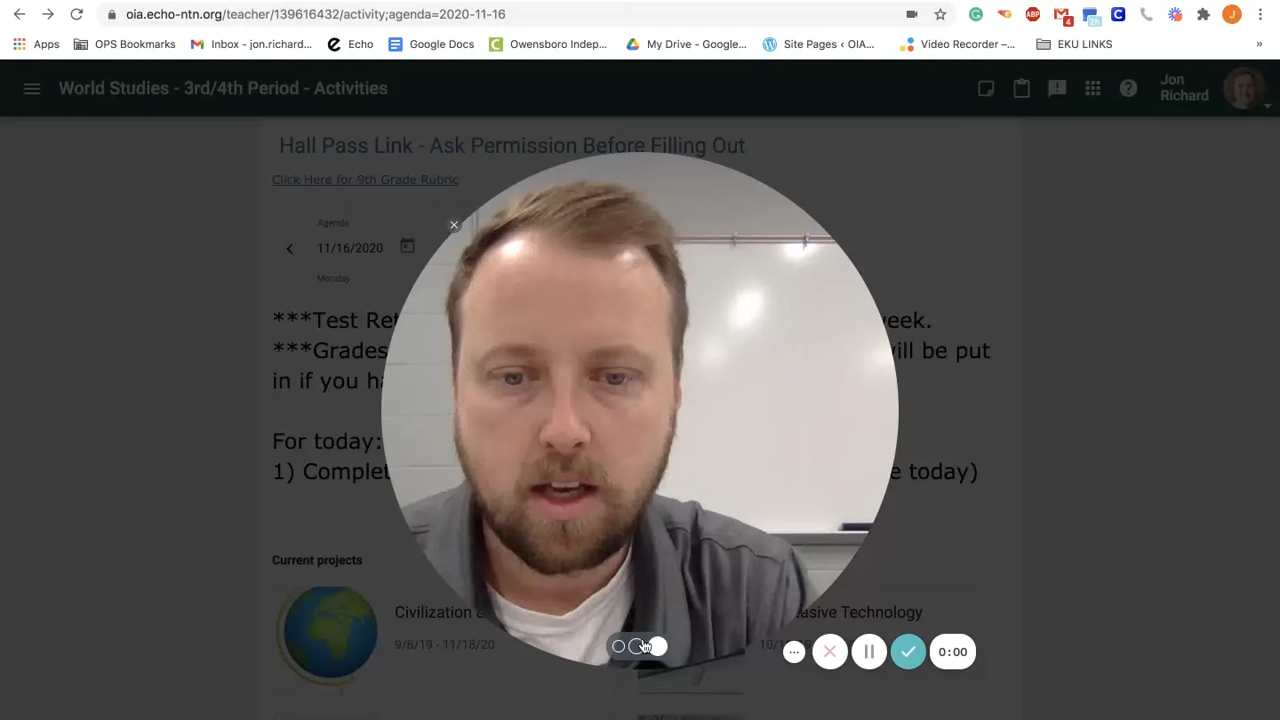 oia.echo-ntn.org/teacher/139616432/activity;agenda=2020-11-16
Apps OPS Bookmarks Inbox - jon.richard... Echo Google Docs Owensboro Indep... My Drive - Google... Site Pages ‹ OIA... Video Recorder –... EKU LINKS »
World Studies - 3rd/4th Period - Activities
Jon
Richard
Hall Pass Link - Ask Permission Before Filling Out
Click Here for 9th Grade Rubric
Agenda
11/16/2020
Monday
***Test Ret week.
***Grades will be put
in if you ha
For today:
1) Complet e today)
Current projects
Civilization asive Technology
9/8/19 - 11/18/20 10/1
0:00